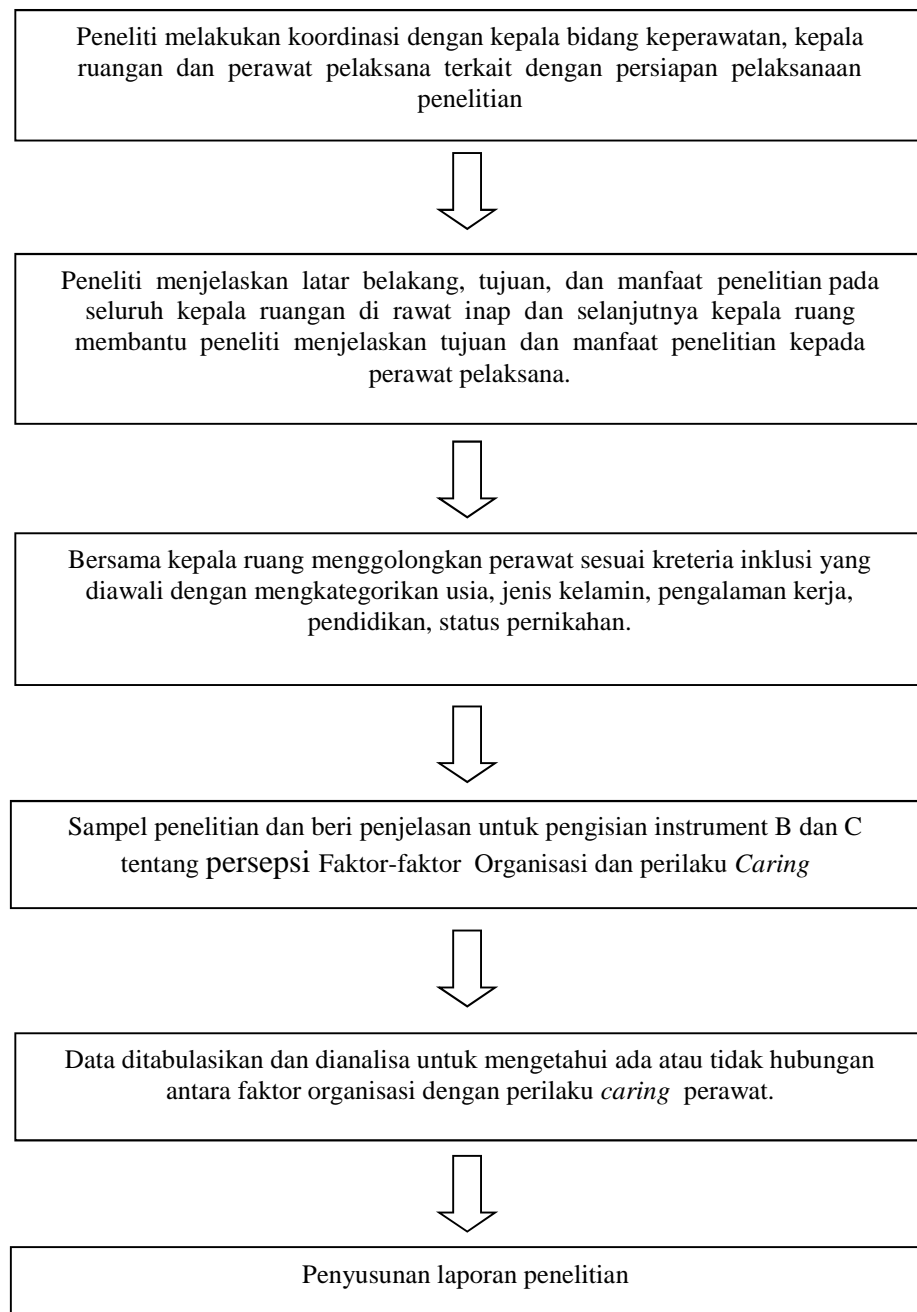 Peneliti melakukan koordinasi dengan kepala bidang keperawatan, kepala
ruangan dan perawat pelaksana terkait dengan persiapan pelaksanaan
penelitian
Peneliti menjelaskan latar belakang, tujuan, dan manfaat penelitian pada
seluruh kepala ruangan di rawat inap dan selanjutnya kepala ruang
membantu peneliti menjelaskan tujuan dan manfaat penelitian kepada
perawat pelaksana.
Bersama kepala ruang menggolongkan perawat sesuai kreteria inklusi yang
diawali dengan mengkategorikan usia, jenis kelamin, pengalaman kerja,
pendidikan, status pernikahan.
Sampel penelitian dan beri penjelasan untuk pengisian instrument B dan C
tentang persepsi Faktor-faktor Organisasi dan perilaku Caring
Data ditabulasikan dan dianalisa untuk mengetahui ada atau tidak hubungan
antara faktor organisasi dengan perilaku caring perawat.
Penyusunan laporan penelitian